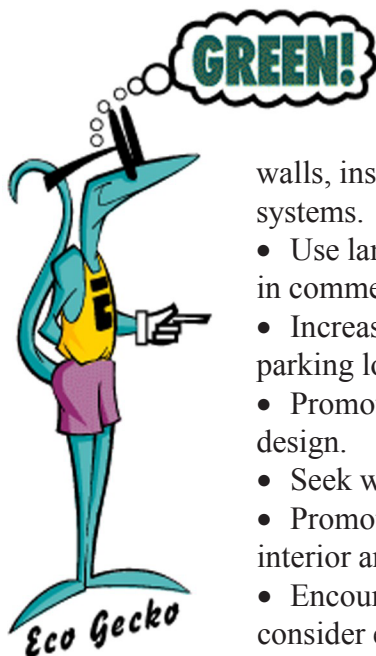 GREEN!
walls, ins
systems.
• Use lar
in comme
• Increas
parking lo
• Promo
design.
• Seek w
• Promo
interior a
• Encour
consider
Eco Gecko